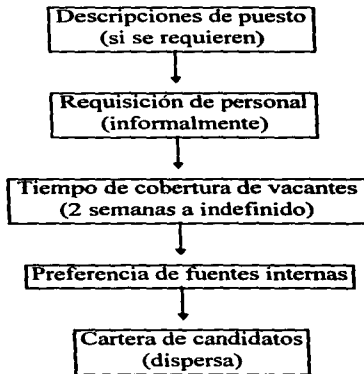 Descripciones de puesto
(si se requieren)
Requisición de personal
(informalmente)
Tiempo de cobertura de vacantes
(2 semanas a indefinido)
Preferencia de fuentes internas
Cartera de candidatos
(dispersa)